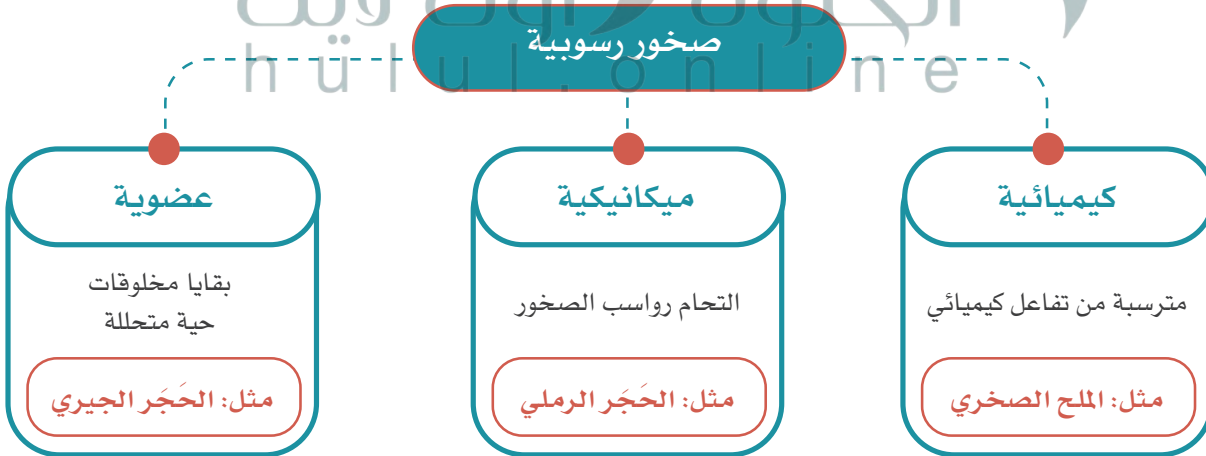 صخور رسوبية
hulul.online
كيميائية
مترسبة من تفاعل كيميائي
مثل: الملح الصخري
ميكانيكية
التحام رواسب الصخور
مثل: الحَجَر الرملي
عضوية
بقايا مخلوقات
حية متحللة
مثل: الحَجَر الجيري